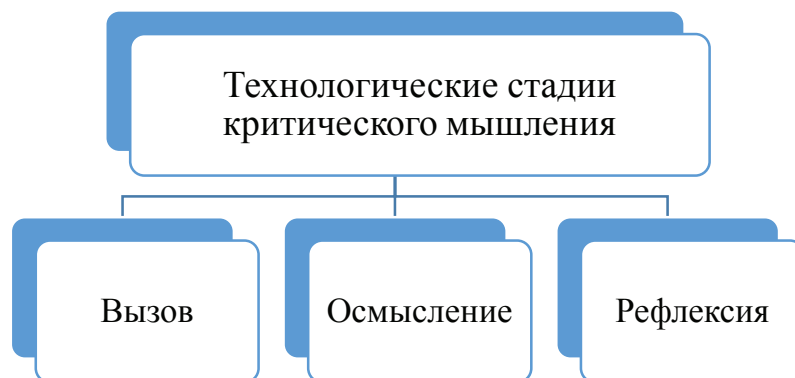 Технологические стадии
критического мышления
Вызов
Осмысление
Рефлексия